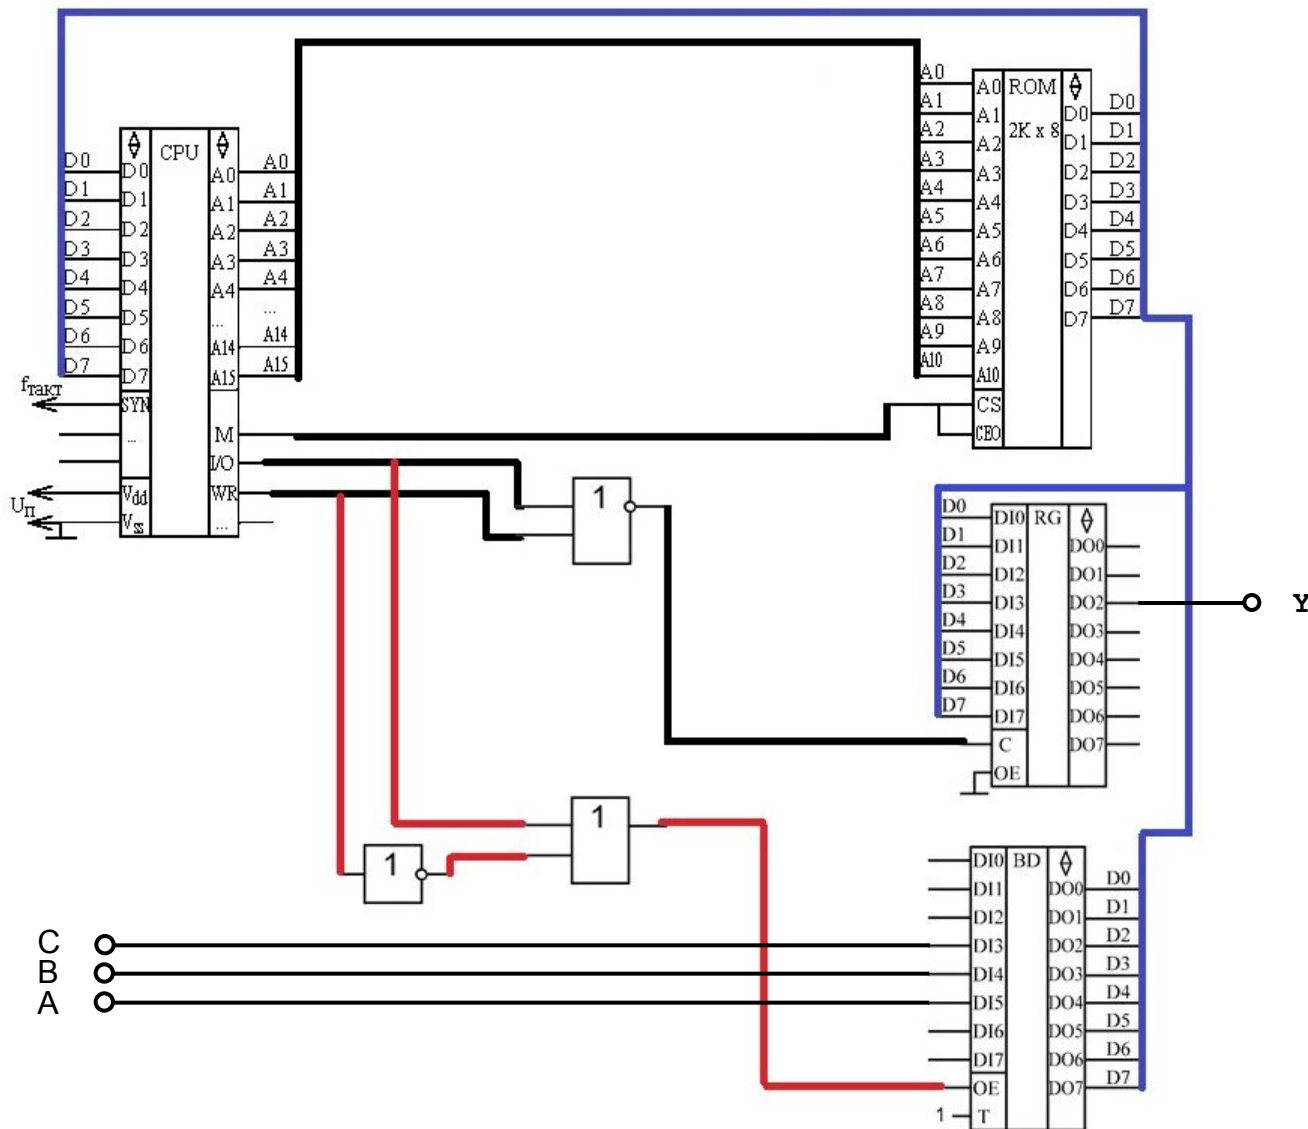 D0
D1
D2
D3
D4
D5
D6
D7
fтакт
Uп
D0
D1
D2
D3
D4
D5
D6
D7
SYN
...
Vdd
Vss
CPU
A0
A1
A2
A3
A4
...
A14
A15
M
I/O
WR
...
A0
A1
A2
A3
A4
...
A14
A15
A0
A1
A2
A3
A4
A5
A6
A7
A8
A9
A10
A0
A1
A2
A3
A4
A5
A6
A7
A8
A9
A10
CS
CEO
ROM
2K x 8
D0
D1
D2
D3
D4
D5
D6
D7
D0
D1
D2
D3
D4
D5
D6
D7
1
D0
D1
D2
D3
D4
D5
D6
D7
DI0
DI1
DI2
DI3
DI4
DI5
DI6
DI7
C
OE
RG
DO0
DO1
DO2
DO3
DO4
DO5
DO6
DO7
Y
1
1
C
B
A
DI0
DI1
DI2
DI3
DI4
DI5
DI6
DI7
OE
1
T
BD
DO0
DO1
DO2
DO3
DO4
DO5
DO6
DO7
D0
D1
D2
D3
D4
D5
D6
D7